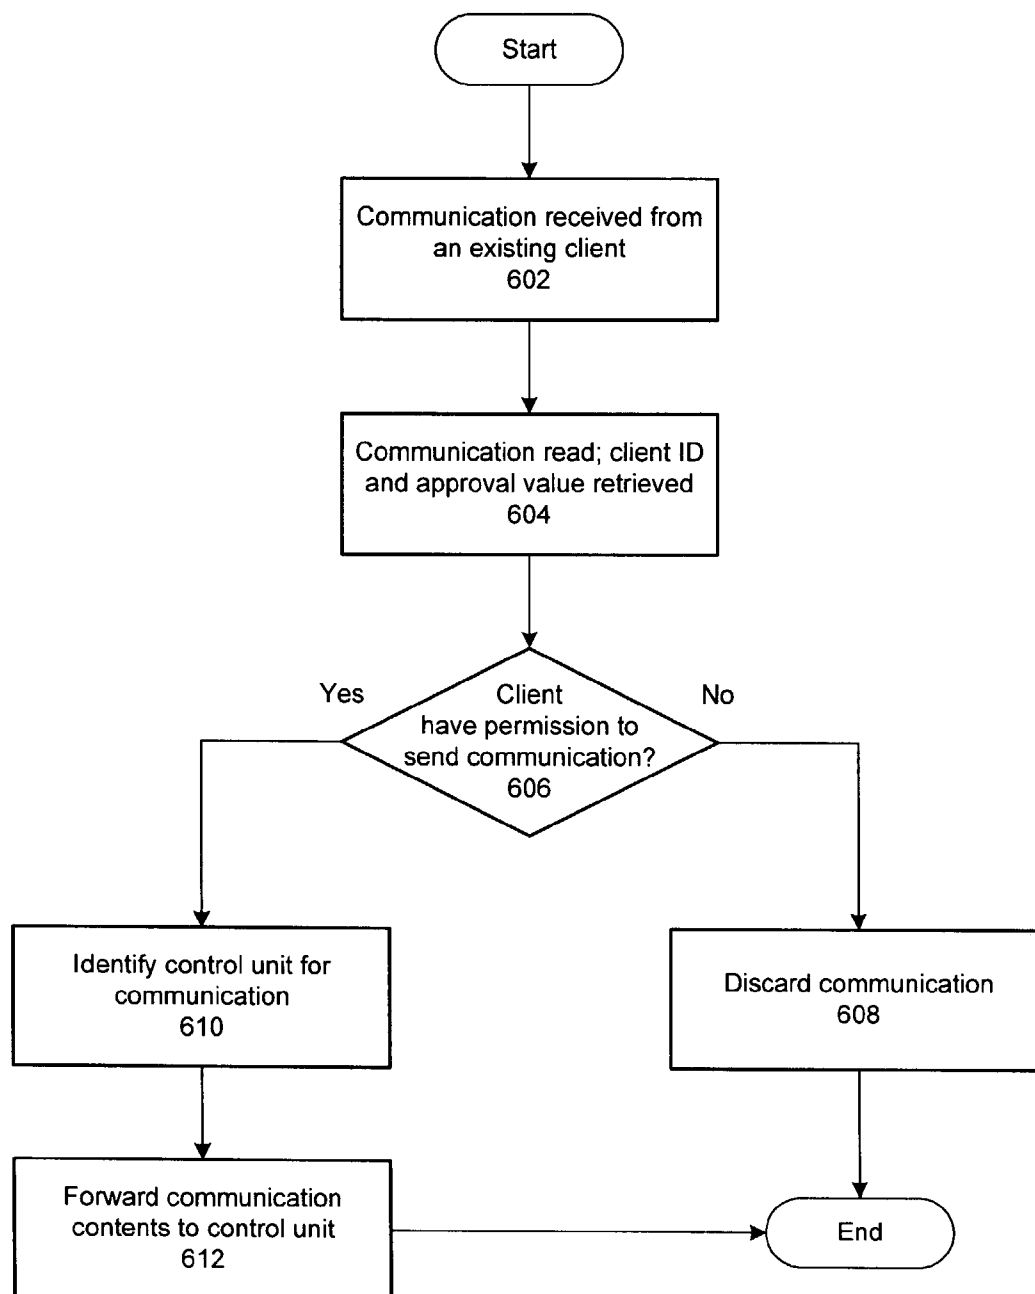 Start
Communication received from
an existing client
602
Communication read; client ID
and approval value retrieved
604
Yes
Client
have permission to
send communication?
606
No
Identify control unit for
communication
610
Discard communication
608
Forward communication
contents to control unit
612
End